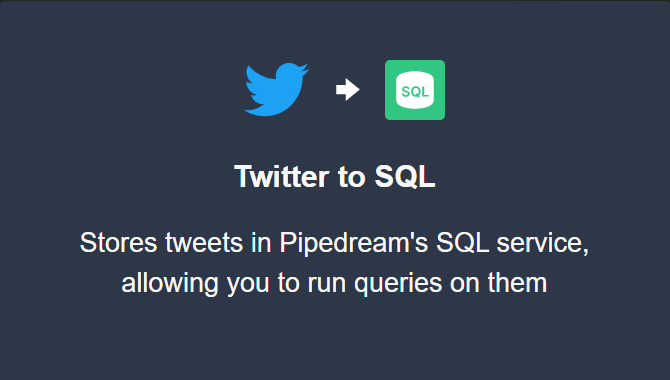 SQL
Twitter to SQL
Stores tweets in Pipedream's SQL service,
allowing you to run queries on them